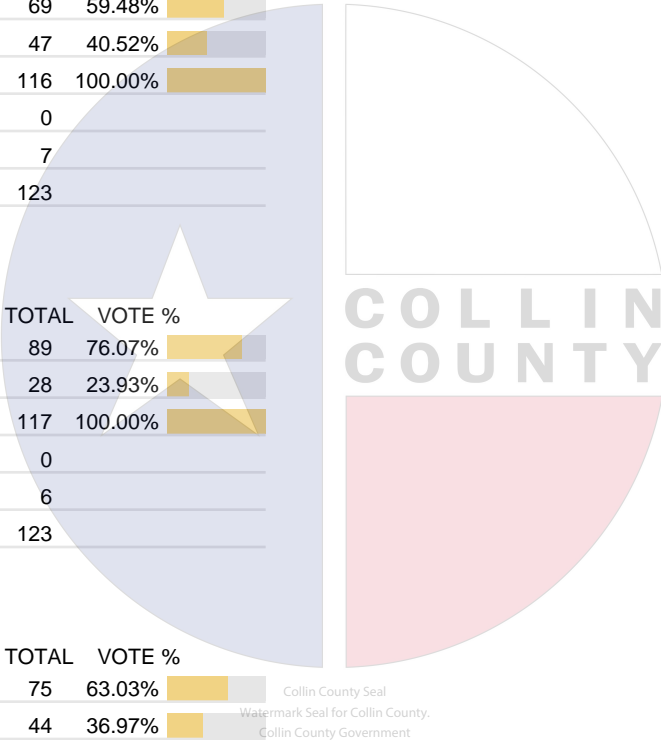 69 59.48%
47 40.52%
116 100.00%
0
7
123
TOTAL VOTE %
89 76.07%
28 23.93%
117 100.00%
0
6
123
TOTAL VOTE %
75 63.03%
44 36.97%
COLLIN
COUNTY
Collin County Seal
Watermark Seal for Collin County.
Collin County Government